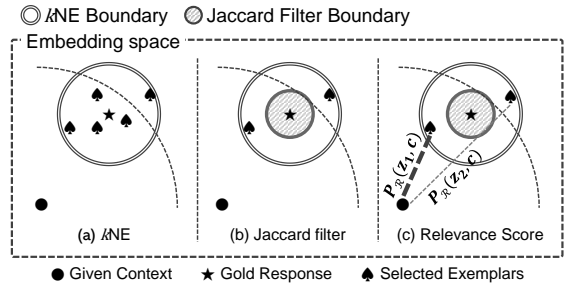 kNE Boundary Jaccard Filter Boundary
Embedding space
P_R(z_1, c)
P_R(z_2, c)
(a) kNE (b) Jaccard filter (c) Relevance Score
Given Context Gold Response Selected Exemplars